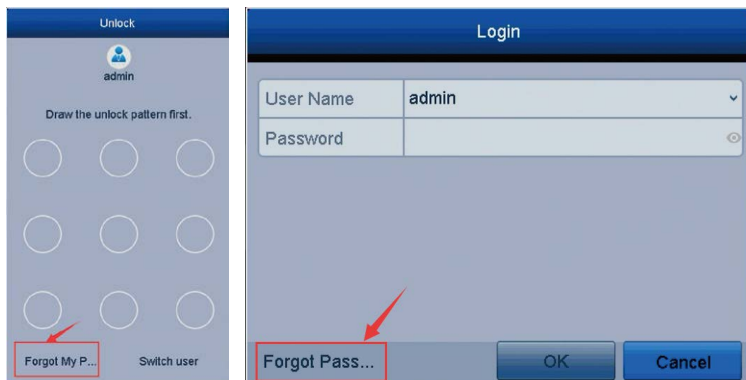 Unlock
admin
Draw the unlock pattern first.
Forgot My P...
Switch user
Login
User Name
admin
Password
Forgot Pass...
OK
Cancel